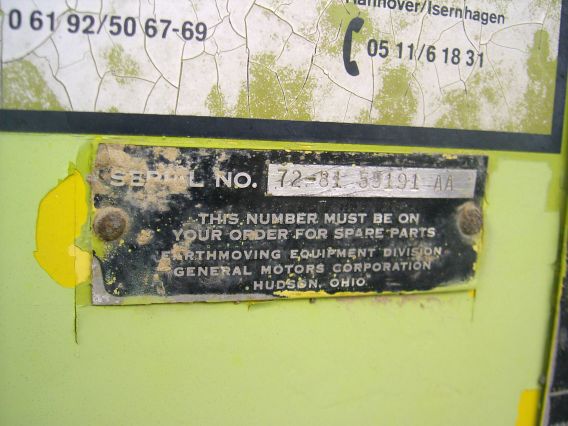 Hannover/Isernhagen
0 61 92/50 67-69
05 11/6 18 31
SERIAL NO. 72-81 59191 AA
THIS NUMBER MUST BE ON
YOUR ORDER FOR SPARE PARTS
EARTHMOVING EQUIPMENT DIVISION
GENERAL MOTORS CORPORATION
HUDSON, OHIO.